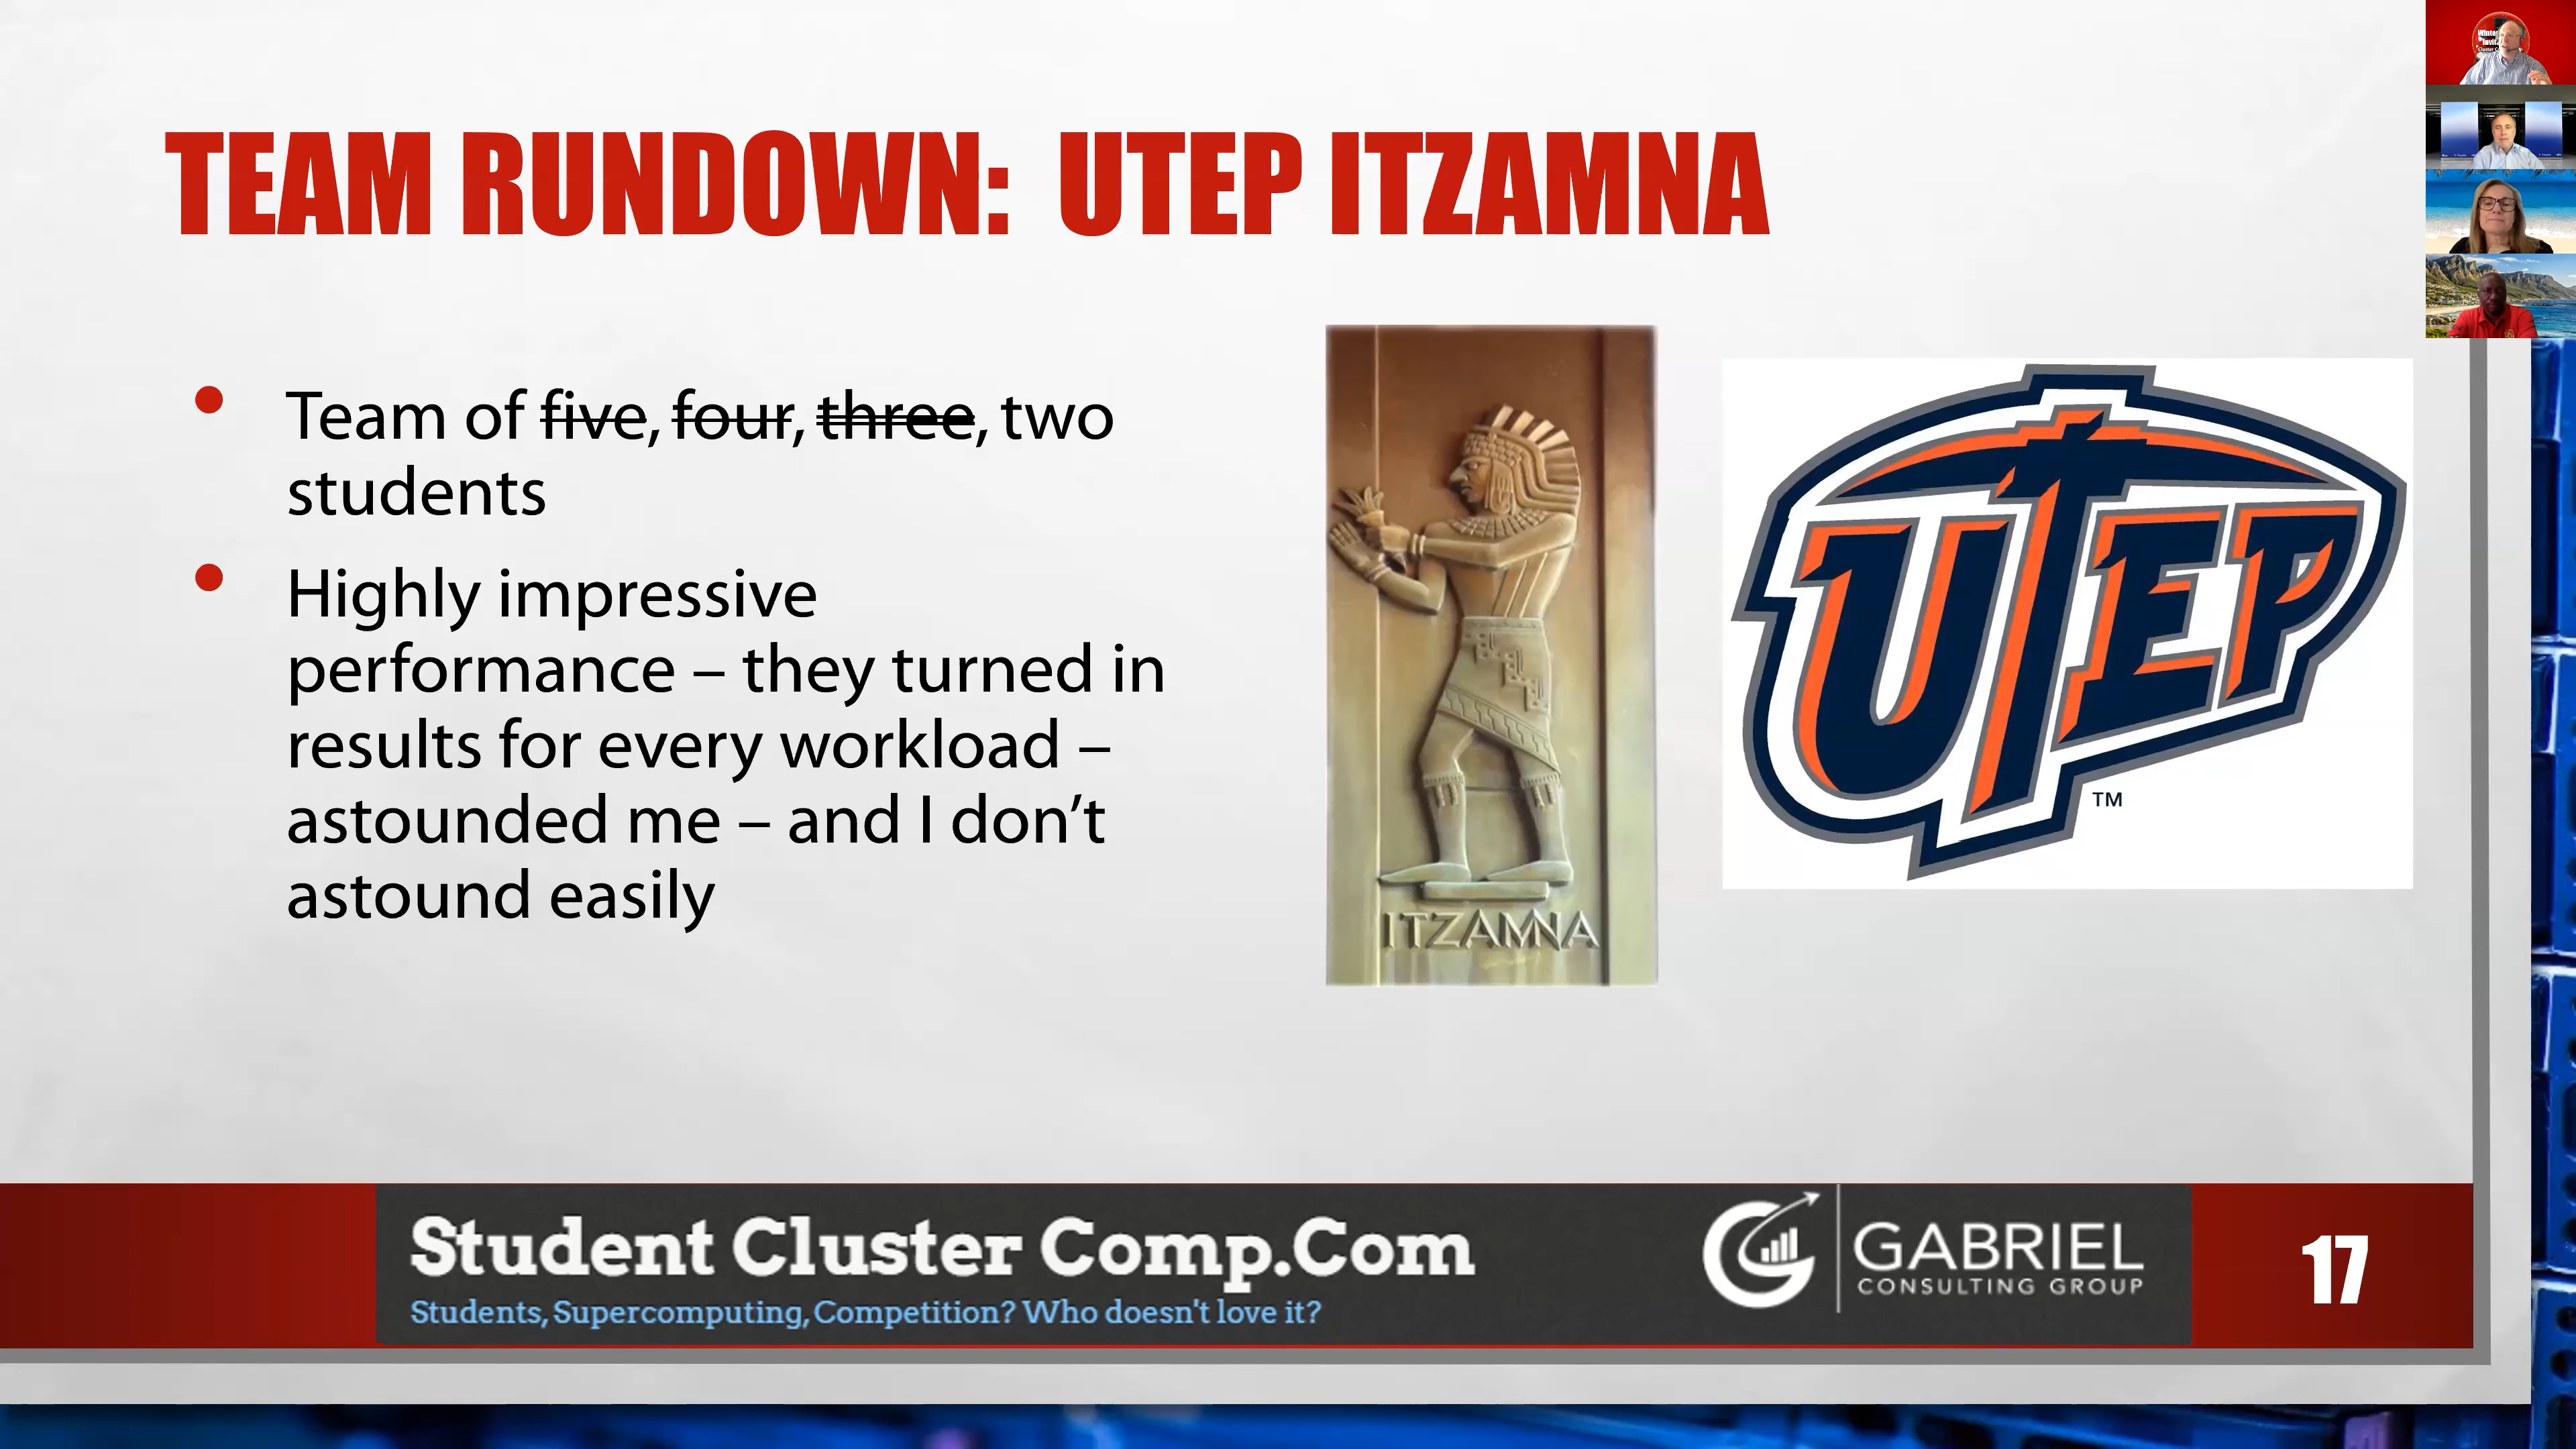 TEAM RUNDOWN: UTEP ITZAMNA
Team of five, four, three, two
students
Highly impressive
performance – they turned in
results for every workload –
astounded me – and I don’t
astound easily
ITZAMNA
UTEP
TM
Student Cluster Comp.Com
Students, Supercomputing, Competition? Who doesn't love it?
GABRIEL
CONSULTING GROUP
17